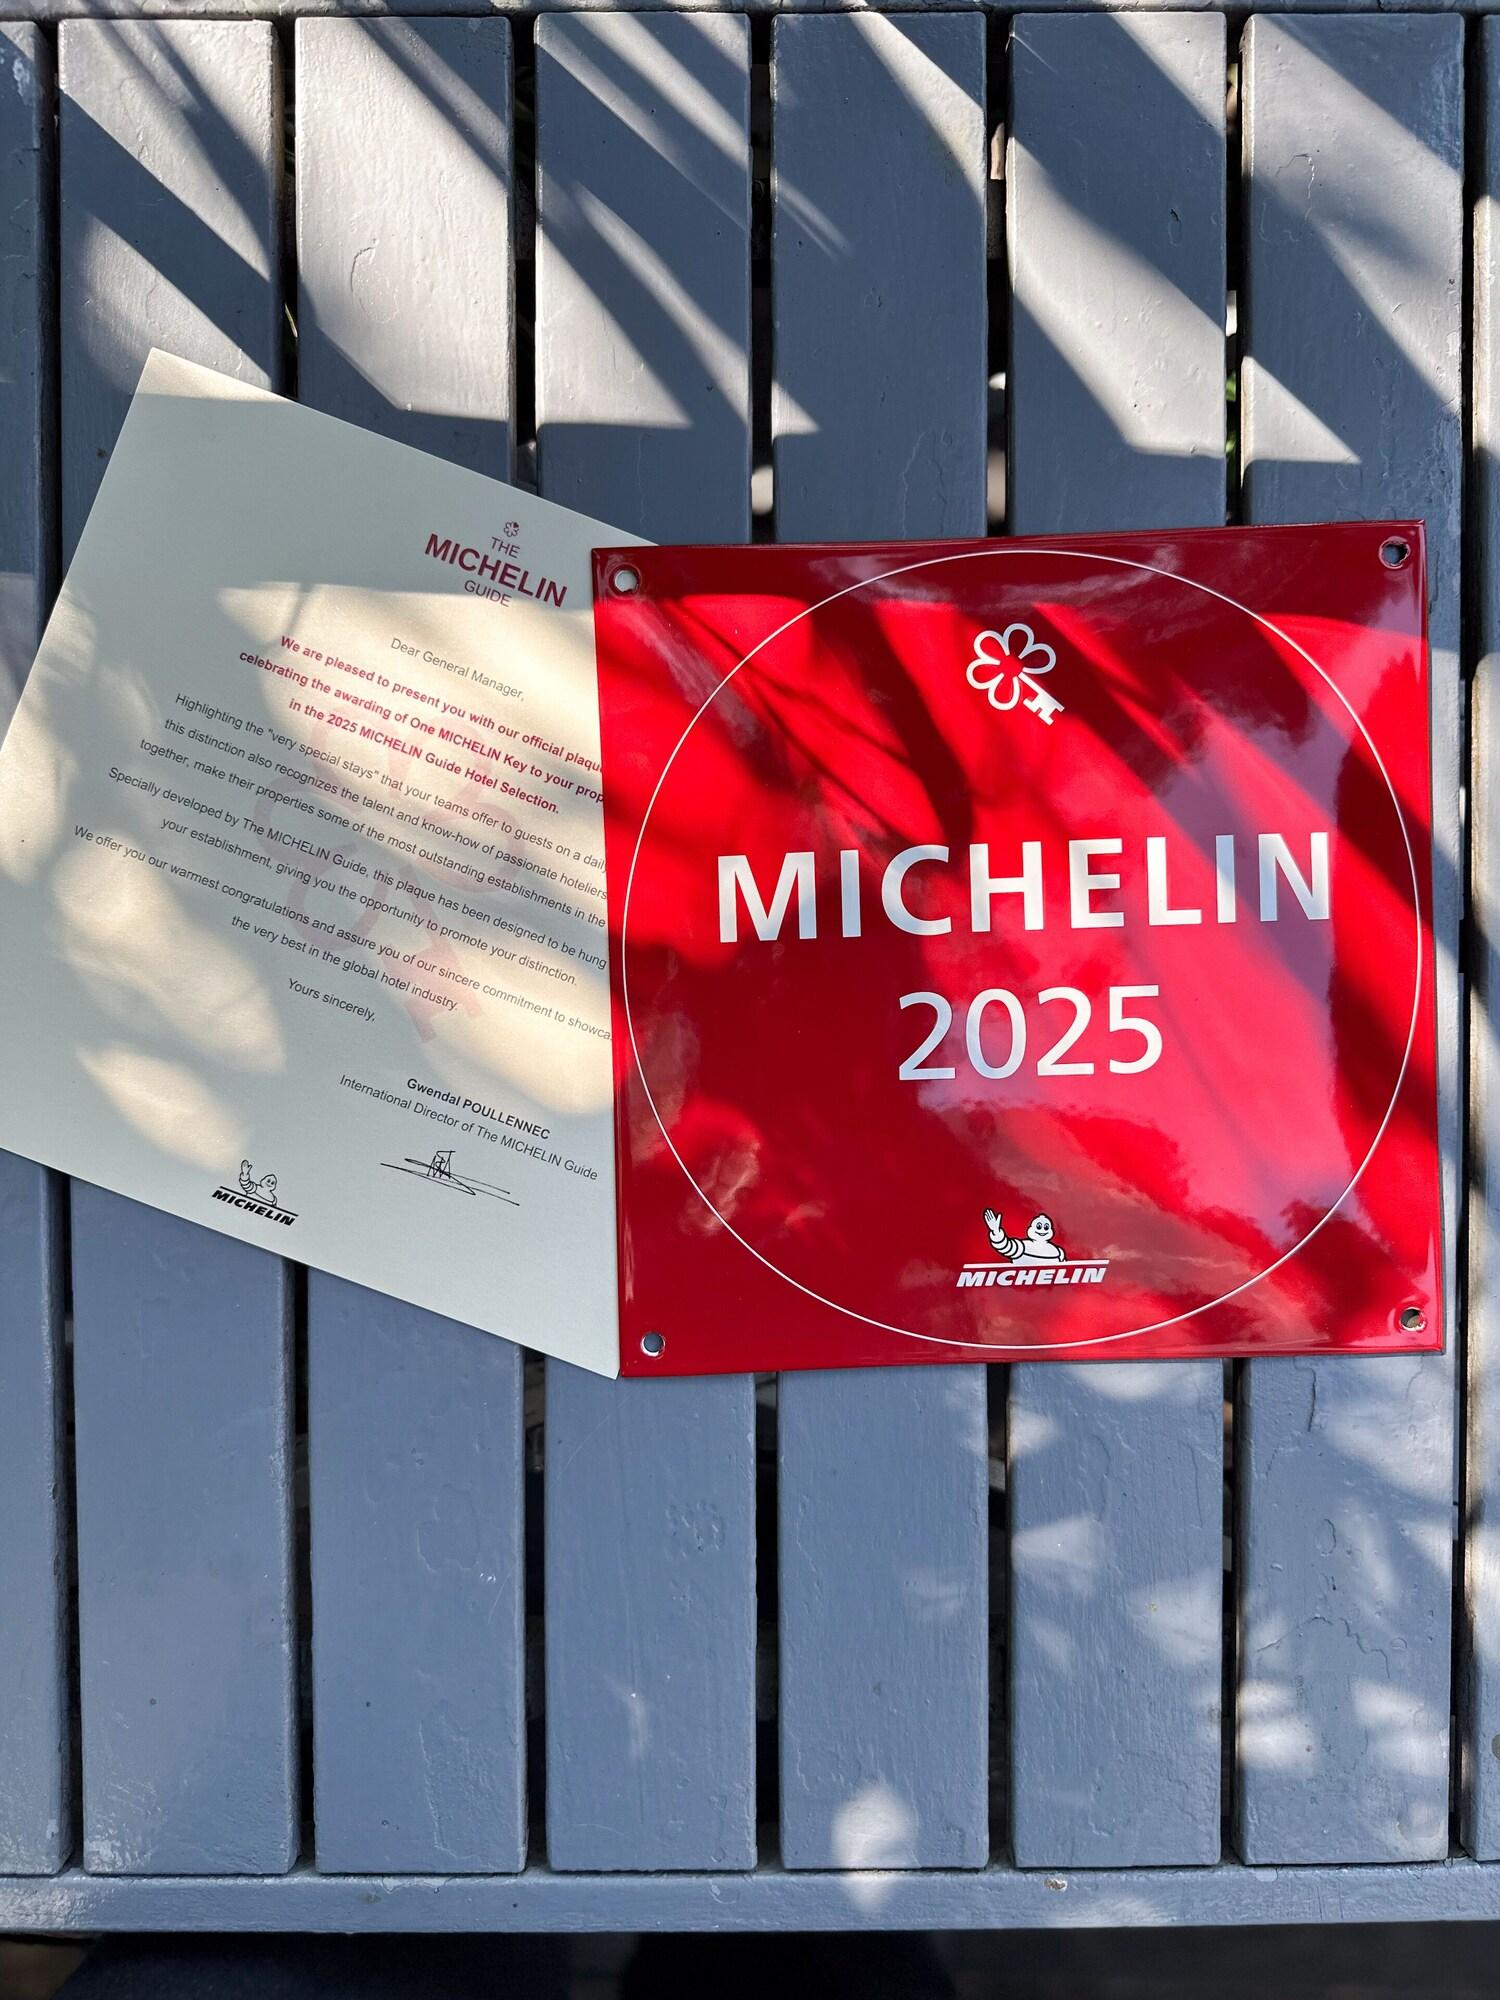 THE
MICHELIN
GUIDE
Dear General Manager,
We are pleased to present you with our official plaqu
celebrating the awarding of One MICHELIN Key to your prop
in the 2025 MICHELIN Guide Hotel Selection.
Highlighting the "very special stays" that your teams offer to guests on a daily
this distinction also recognizes the talent and know-how of passionate hoteliers
together, make their properties some of the most outstanding establishments in the
Specially developed by The MICHELIN Guide, this plaque has been designed to be hung
your establishment, giving you the opportunity to promote your distinction.
We offer you our warmest congratulations and assure you of our sincere commitment to showca
the very best in the global hotel industry.
Yours sincerely,
Gwendal POULLENNEC
International Director of The MICHELIN Guide
MICHELIN
MICHELIN
2025
MICHELIN